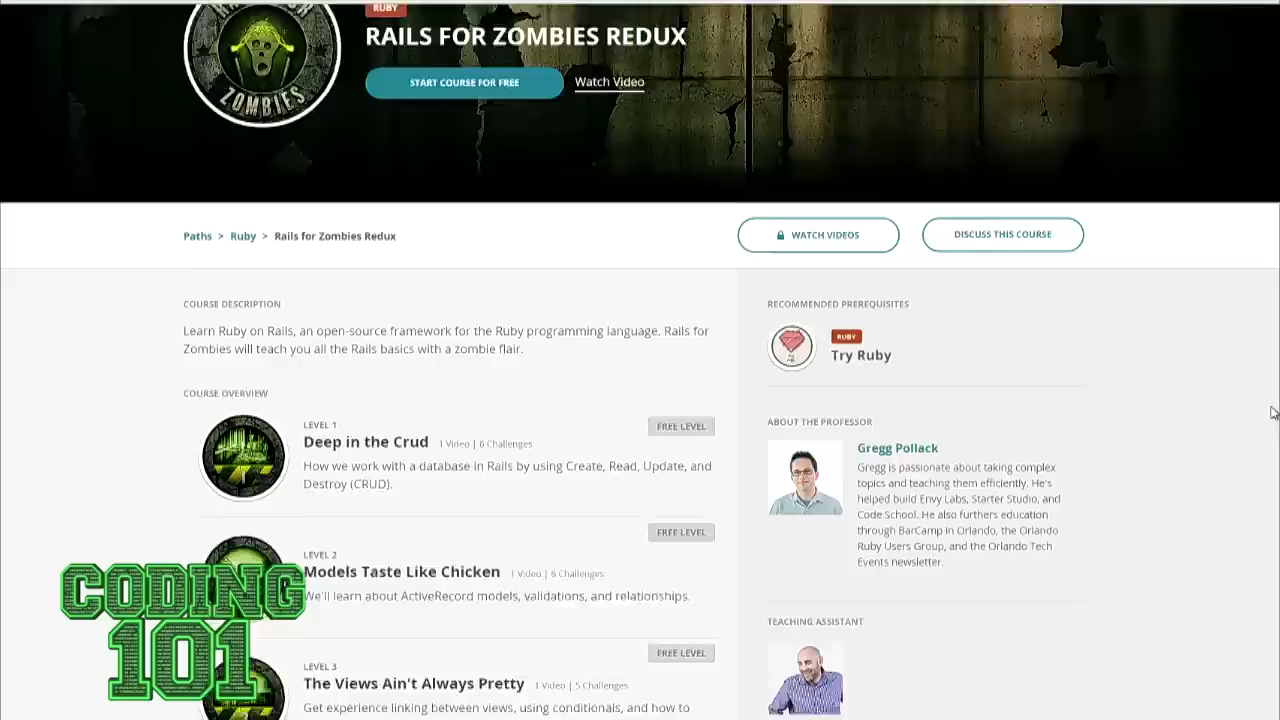 RUBY
RAILS FOR ZOMBIES REDUX
START COURSE FOR FREE
Watch Video
ZOMBIES
Paths > Ruby > Rails for Zombies Redux
WATCH VIDEOS
DISCUSS THIS COURSE
COURSE DESCRIPTION
Learn Ruby on Rails, an open-source framework for the Ruby programming language. Rails for
Zombies will teach you all the Rails basics with a zombie flair.
COURSE OVERVIEW
LEVEL 1
FREE LEVEL
Deep in the Crud 1 Video | 6 Challenges
How we work with a database in Rails by using Create, Read, Update, and
Destroy (CRUD).
FREE LEVEL
LEVEL 2
Models Taste Like Chicken 1 Video | 6 Challenges
We'll learn about ActiveRecord models, validations, and relationships.
FREE LEVEL
LEVEL 3
The Views Ain't Always Pretty 1 Video | 5 Challenges
Get experience linking between views, using conditionals, and how to
RECOMMENDED PREREQUISITES
RUBY
Try Ruby
ABOUT THE PROFESSOR
Gregg Pollack
Gregg is passionate about taking complex
topics and teaching them efficiently. He's
helped build Envy Labs, Starter Studio, and
Code School. He also furthers education
through BarCamp in Orlando, the Orlando
Ruby Users Group, and the Orlando Tech
Events newsletter.
TEACHING ASSISTANT
CODING
101